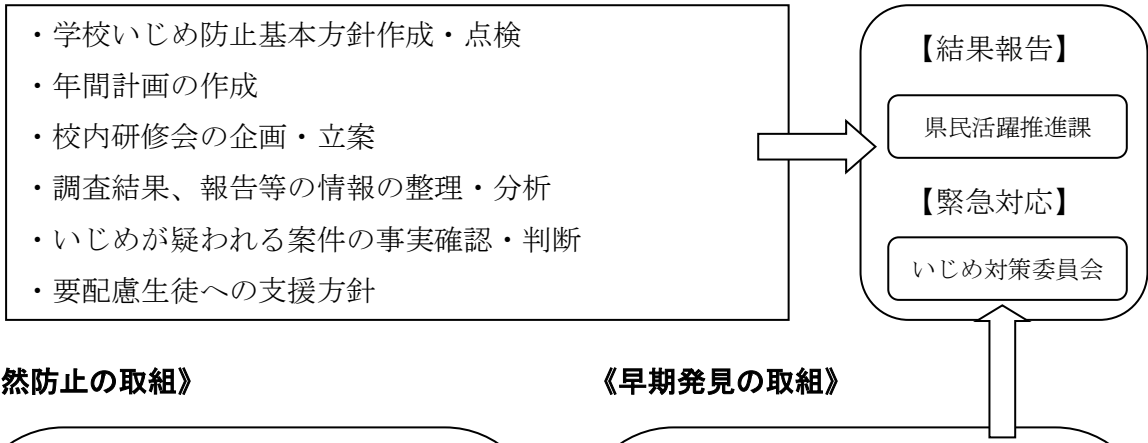 ・学校いじめ防止基本方針作成・点検
・年間計画の作成
・校内研修会の企画・立案
・調査結果、報告等の情報の整理・分析
・いじめが疑われる案件の事実確認・判断
・要配慮生徒への支援方針
【結果報告】
県民活躍推進課
【緊急対応】
いじめ対策委員会
然防止の取組》
《早期発見の取組》